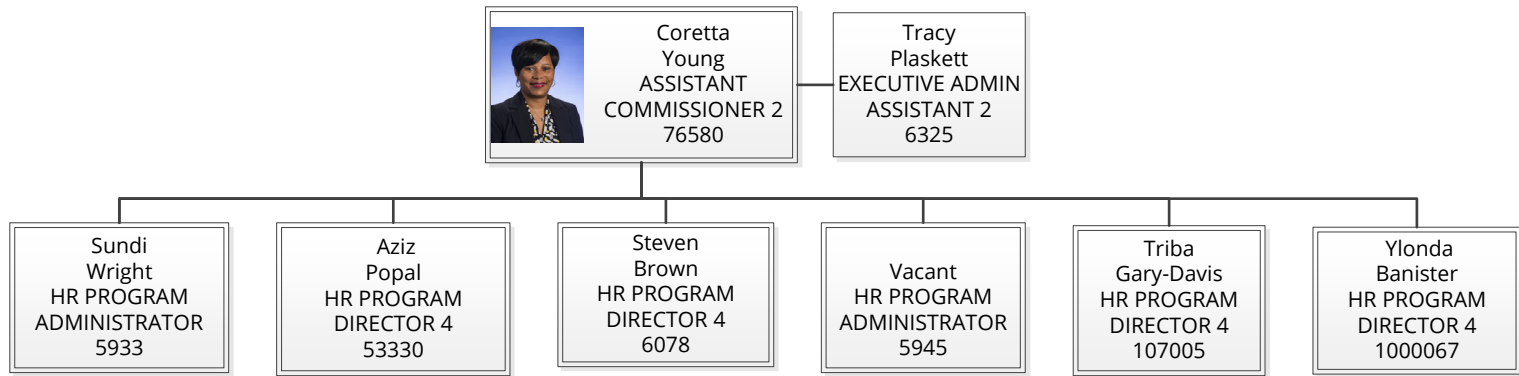 Coretta
Young
ASSISTANT
COMMISSIONER 2
76580
Tracy
Plaskett
EXECUTIVE ADMIN
ASSISTANT 2
6325
Sundi
Wright
HR PROGRAM
ADMINISTRATOR
5933
Aziz
Popal
HR PROGRAM
DIRECTOR 4
53330
Steven
Brown
HR PROGRAM
DIRECTOR 4
6078
Vacant
HR PROGRAM
ADMINISTRATOR
5945
Triba
Gary-Davis
HR PROGRAM
DIRECTOR 4
107005
Ylonda
Banister
HR PROGRAM
DIRECTOR 4
1000067